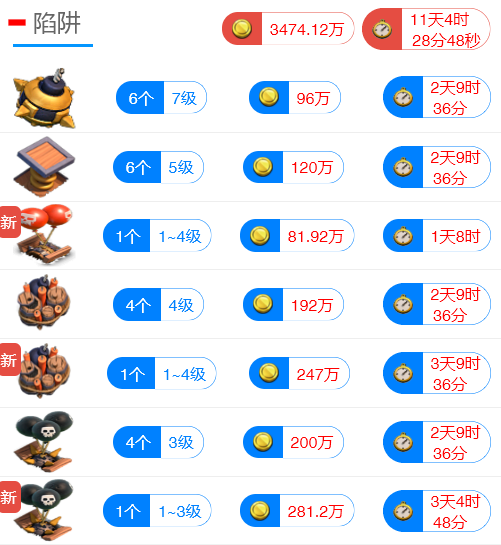 陷阱
3474.12万
11天4时
28分48秒
6个 7级 96万 2天9时
36分
6个 5级 120万 2天9时
36分
新 1个 1~4级 81.92万 1天8时
4个 4级 192万 2天9时
36分
新 1个 1~4级 247万 3天9时
36分
4个 3级 200万 2天9时
36分
新 1个 1~3级 281.2万 3天4时
48分